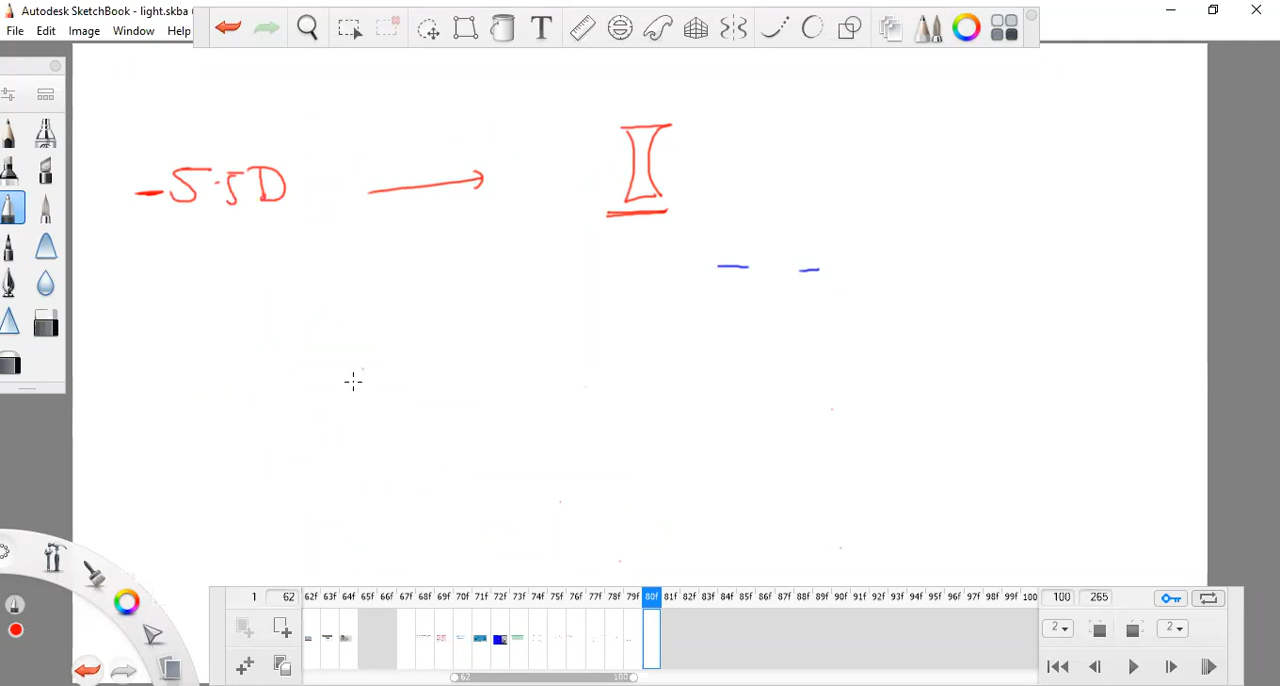 Autodesk SketchBook - light.skba
File Edit Image Window Help
-5.5D
1 62 62f 63f 64f 65f 66f 67f 68f 69f 70f 71f 72f 73f 74f 75f 76f 77f 78f 79f 80f 81f 82f 83f 84f 85f 86f 87f 88f 89f 90f 91f 92f 93f 94f 95f 96f 97f 98f 99f 100 100 265
2 2
62 100